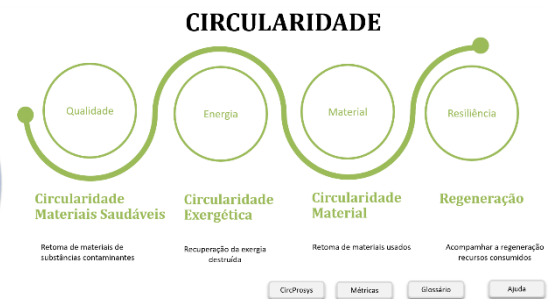 CIRCULARIDADE
Qualidade
Energia
Material
Resiliência
Circularidade
Materiais Saudáveis
Circularidade
Exergética
Circularidade
Material
Regeneração
Retoma de materiais de
substâncias contaminantes
Recuperação da exergia
destruída
Retoma de materiais usados
Acompanhar a regeneração
recursos consumidos
CircProsys
Métricas
Glossário
Ajuda